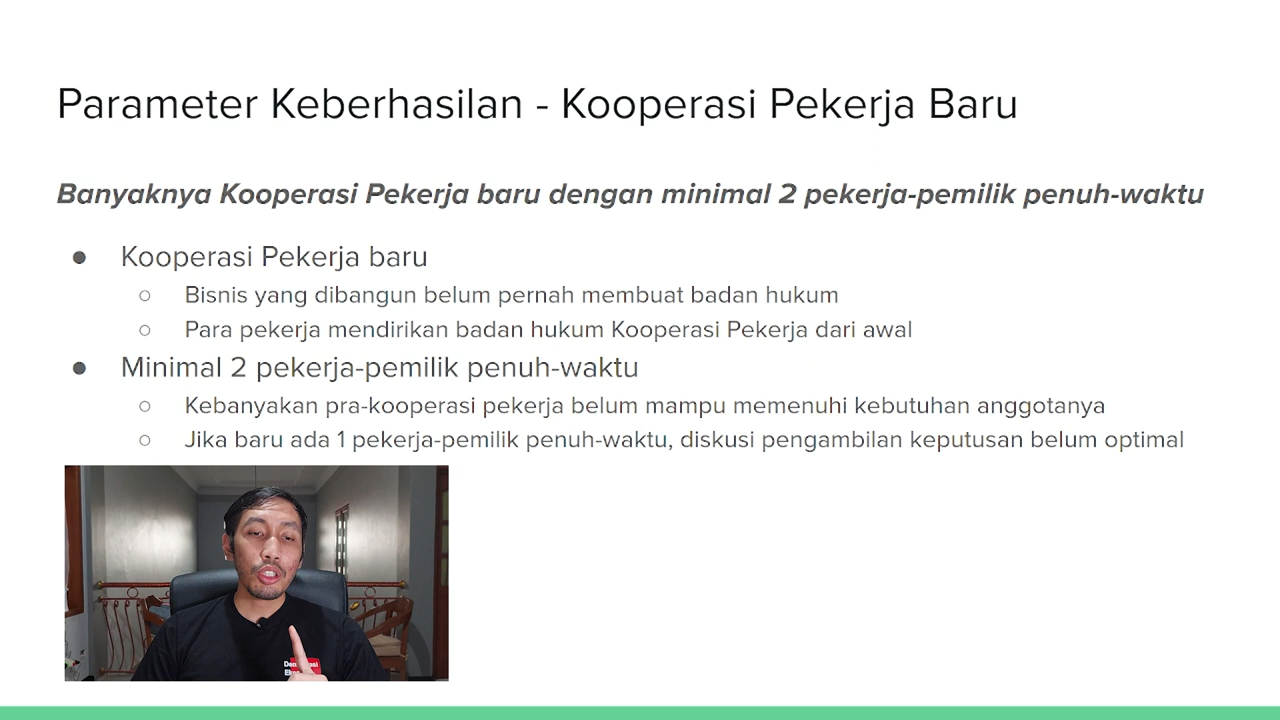 Parameter Keberhasilan - Kooperasi Pekerja Baru
Banyaknya Kooperasi Pekerja baru dengan minimal 2 pekerja-pemilik penuh-waktu
● Kooperasi Pekerja baru
○ Bisnis yang dibangun belum pernah membuat badan hukum
○ Para pekerja mendirikan badan hukum Kooperasi Pekerja dari awal
● Minimal 2 pekerja-pemilik penuh-waktu
○ Kebanyakan pra-kooperasi pekerja belum mampu memenuhi kebutuhan anggotanya
○ Jika baru ada 1 pekerja-pemilik penuh-waktu, diskusi pengambilan keputusan belum optimal